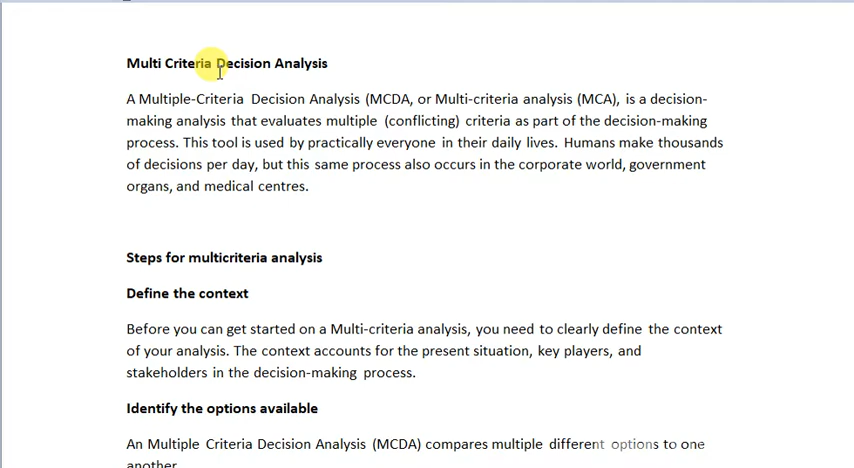 Multi Criteria Decision Analysis
A Multiple-Criteria Decision Analysis (MCDA, or Multi-criteria analysis (MCA), is a decision-
making analysis that evaluates multiple (conflicting) criteria as part of the decision-making
process. This tool is used by practically everyone in their daily lives. Humans make thousands
of decisions per day, but this same process also occurs in the corporate world, government
organs, and medical centres.
Steps for multicriteria analysis
Define the context
Before you can get started on a Multi-criteria analysis, you need to clearly define the context
of your analysis. The context accounts for the present situation, key players, and
stakeholders in the decision-making process.
Identify the options available
An Multiple Criteria Decision Analysis (MCDA) compares multiple different options to one
another.